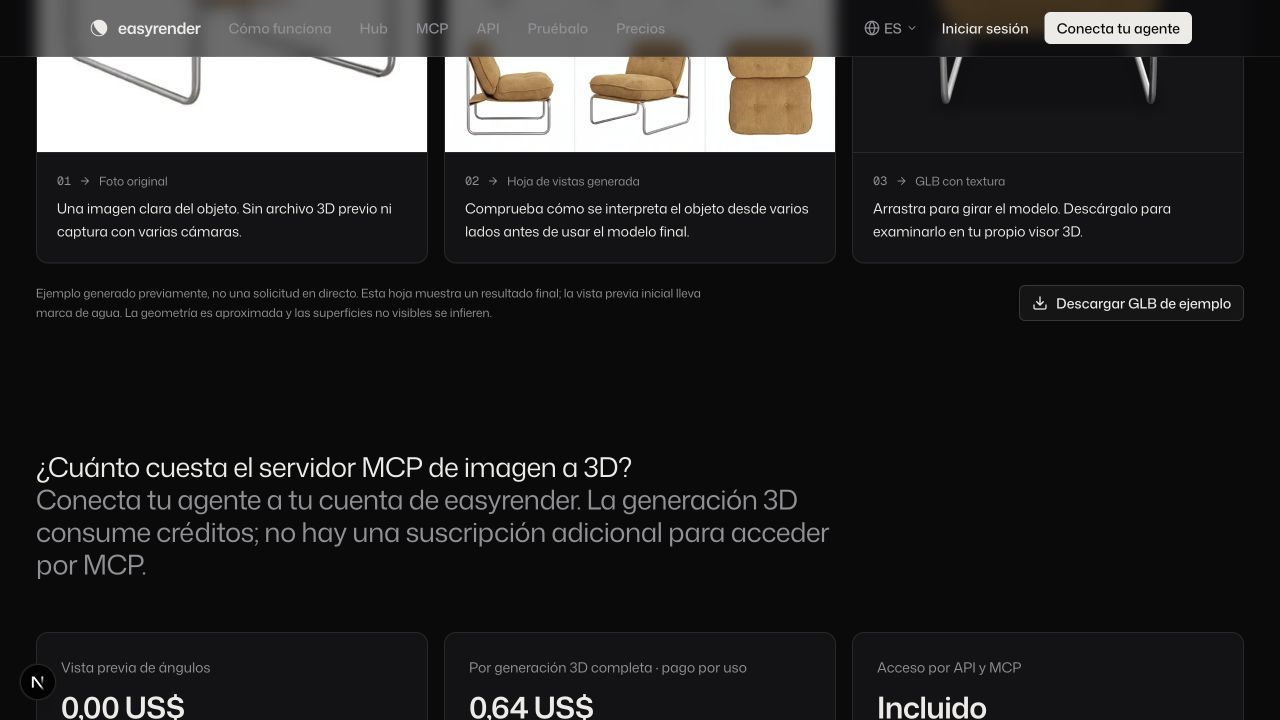 easyrender Cómo funciona Hub MCP API Pruébalo Precios ES Iniciar sesión Conecta tu agente
01 → Foto original
Una imagen clara del objeto. Sin archivo 3D previo ni
captura con varias cámaras.
02 → Hoja de vistas generada
Comprueba cómo se interpreta el objeto desde varios
lados antes de usar el modelo final.
03 → GLB con textura
Arrastra para girar el modelo. Descárgalo para
examinarlo en tu propio visor 3D.
Ejemplo generado previamente, no una solicitud en directo. Esta hoja muestra un resultado final; la vista previa inicial lleva
marca de agua. La geometría es aproximada y las superficies no visibles se infieren.
Descargar GLB de ejemplo
¿Cuánto cuesta el servidor MCP de imagen a 3D?
Conecta tu agente a tu cuenta de easyrender. La generación 3D
consume créditos; no hay una suscripción adicional para acceder
por MCP.
Vista previa de ángulos
0,00 US$
Por generación 3D completa · pago por uso
0,64 US$
Acceso por API y MCP
Incluido
N